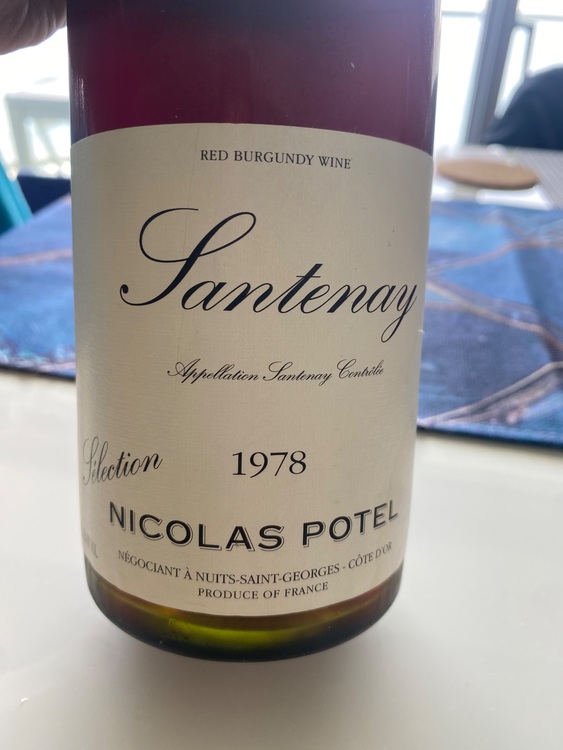 RED BURGUNDY WINE
Santenay
Appellation Santenay Contrôlée
Sélection 1978
NICOLAS POTEL
NÉGOCIANT À NUITS-SAINT-GEORGES - CÔTE D'OR
PRODUCE OF FRANCE